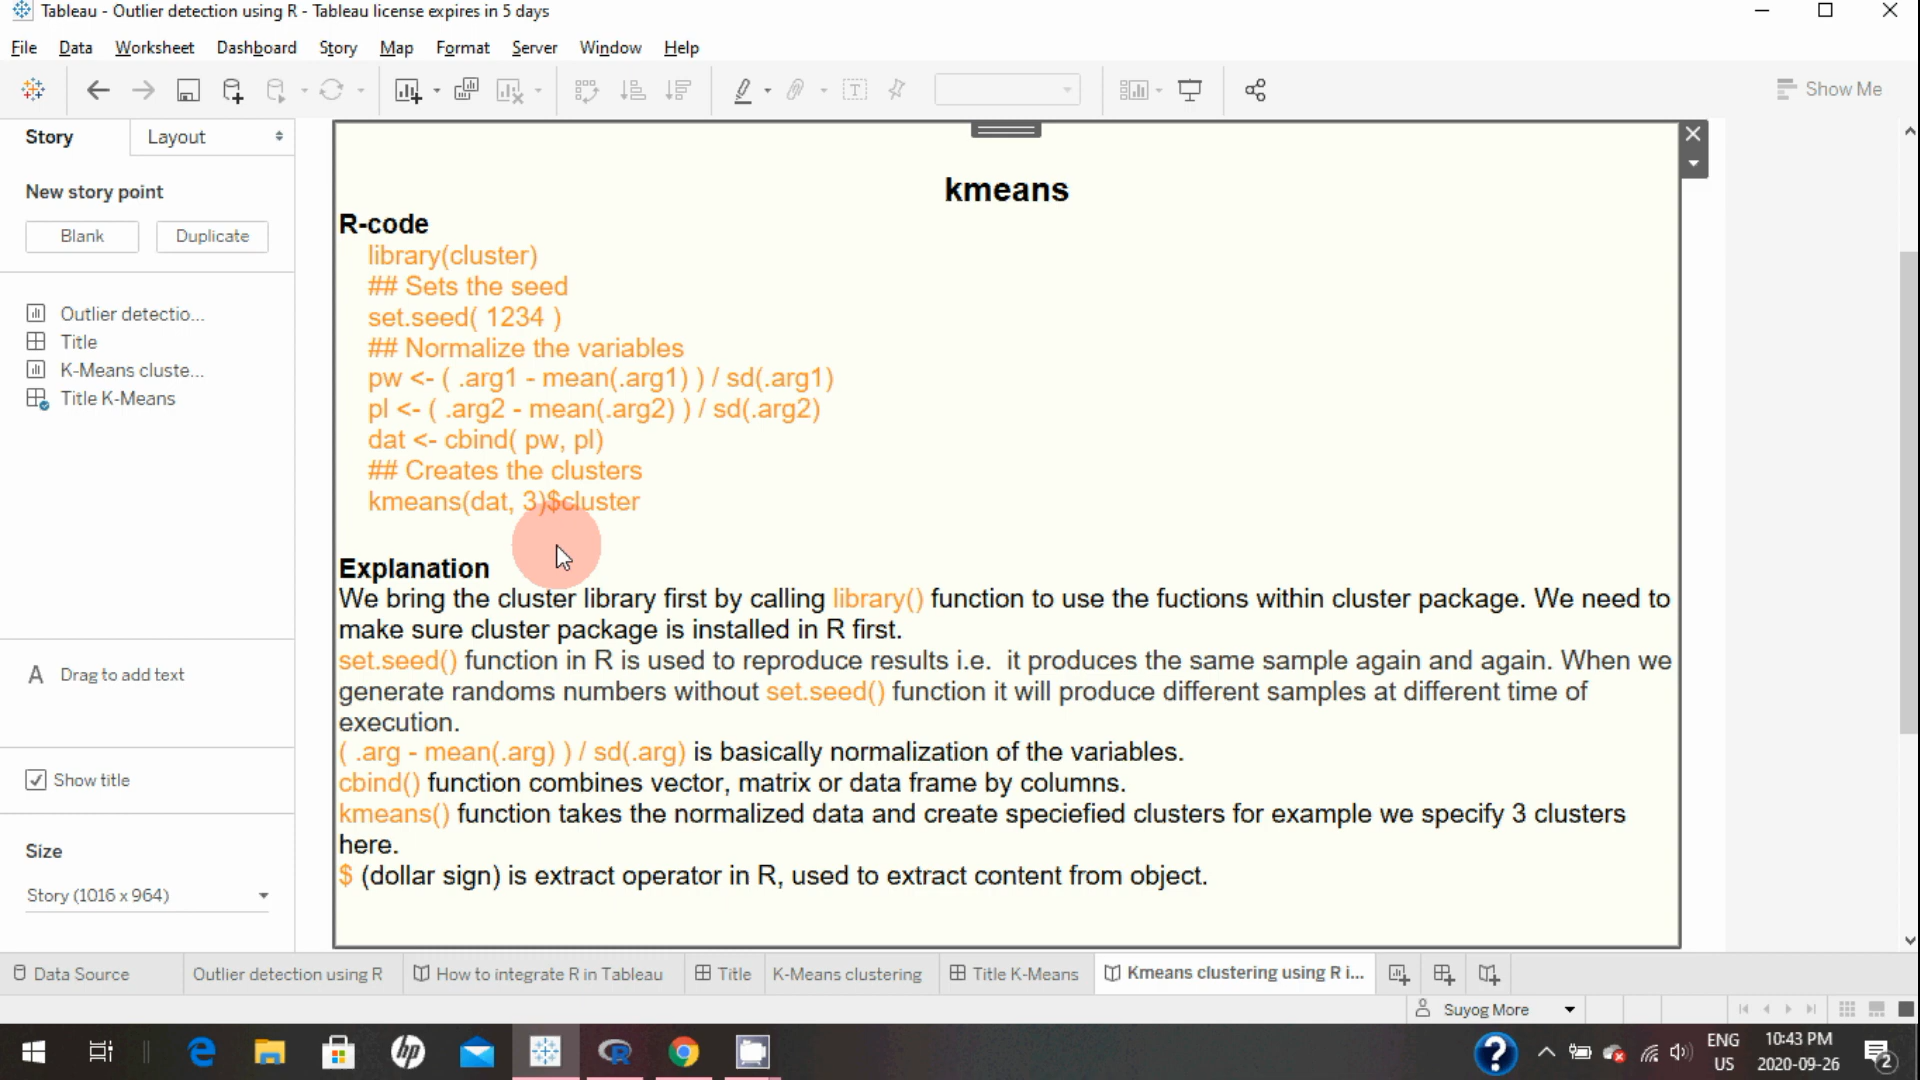 Tableau - Outlier detection using R - Tableau license expires in 5 days
File Data Worksheet Dashboard Story Map Format Server Window Help
Show Me
Story
Layout
New story point
Blank
Duplicate
Outlier detectio...
Title
K-Means cluste...
Title K-Means
A Drag to add text
Show title
Size
Story (1016 x 964)
kmeans
R-code
library(cluster)
## Sets the seed
set.seed( 1234 )
## Normalize the variables
pw <- ( .arg1 - mean(.arg1) ) / sd(.arg1)
pl <- ( .arg2 - mean(.arg2) ) / sd(.arg2)
dat <- cbind( pw, pl)
## Creates the clusters
kmeans(dat, 3)$cluster
Explanation
We bring the cluster library first by calling library() function to use the fuctions within cluster package. We need to
make sure cluster package is installed in R first.
set.seed() function in R is used to reproduce results i.e.  it produces the same sample again and again. When we
generate randoms numbers without set.seed() function it will produce different samples at different time of
execution.
( .arg - mean(.arg) ) / sd(.arg) is basically normalization of the variables.
cbind() function combines vector, matrix or data frame by columns.
kmeans() function takes the normalized data and create speciefied clusters for example we specify 3 clusters
here.
$ (dollar sign) is extract operator in R, used to extract content from object.
Data Source
Outlier detection using R
How to integrate R in Tableau
Title
K-Means clustering
Title K-Means
Kmeans clustering using R i...
Suyog More
ENG
US
10:43 PM
2020-09-26
2